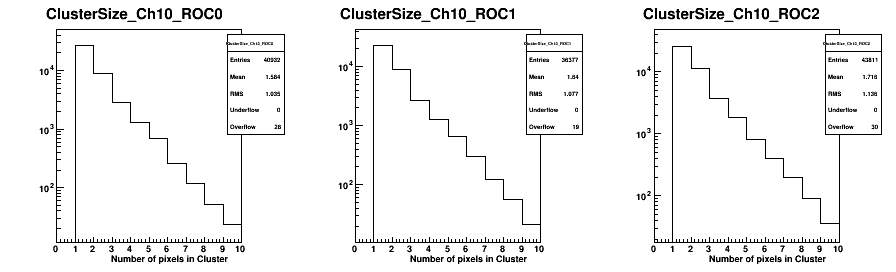 ClusterSize_Ch10_ROC0
ClusterSize_Ch10_ROC0
Entries 40932
Mean 1.584
RMS 1.035
Underflow 0
Overflow 28
10^4
10^3
10^2
0 1 2 3 4 5 6 7 8 9 10
Number of pixels in Cluster
ClusterSize_Ch10_ROC1
ClusterSize_Ch10_ROC1
Entries 36377
Mean 1.64
RMS 1.077
Underflow 0
Overflow 19
10^4
10^3
10^2
0 1 2 3 4 5 6 7 8 9 10
Number of pixels in Cluster
ClusterSize_Ch10_ROC2
ClusterSize_Ch10_ROC2
Entries 43811
Mean 1.716
RMS 1.136
Underflow 0
Overflow 30
10^4
10^3
10^2
0 1 2 3 4 5 6 7 8 9 10
Number of pixels in Cluster